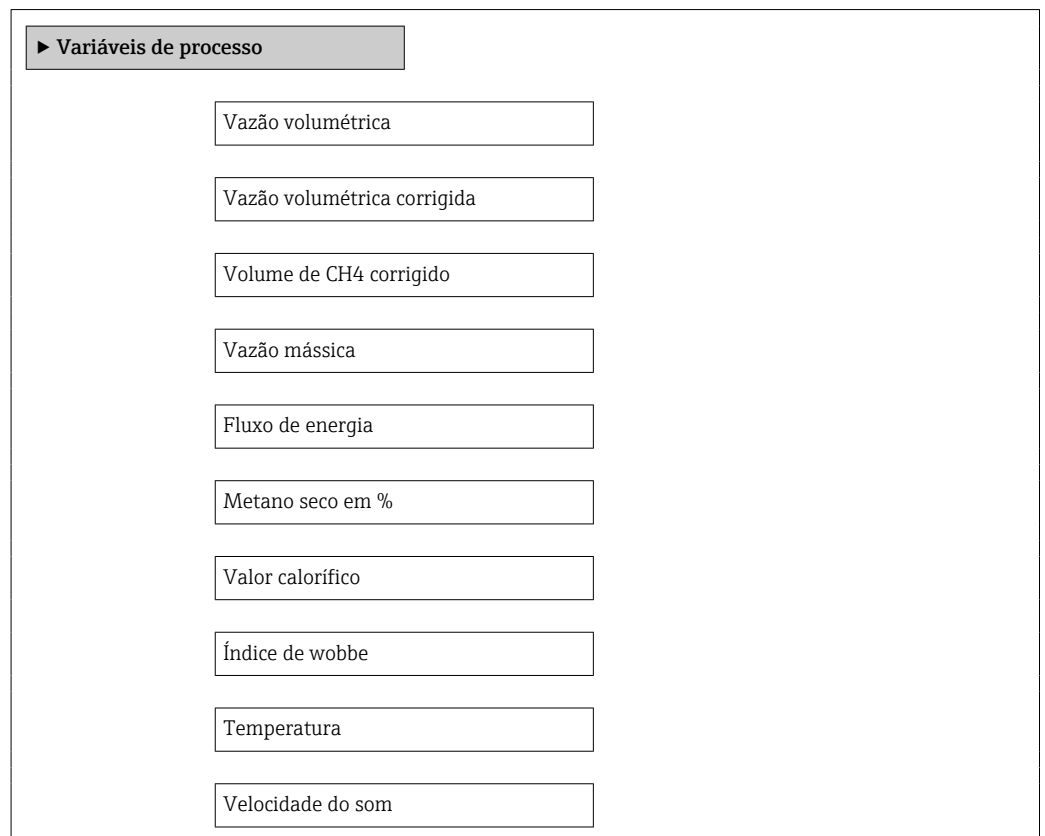 ▶ Variáveis de processo
Vazão volumétrica
Vazão volumétrica corrigida
Volume de CH4 corrigido
Vazão mássica
Fluxo de energia
Metano seco em %
Valor calorífico
Índice de wobbe
Temperatura
Velocidade do som